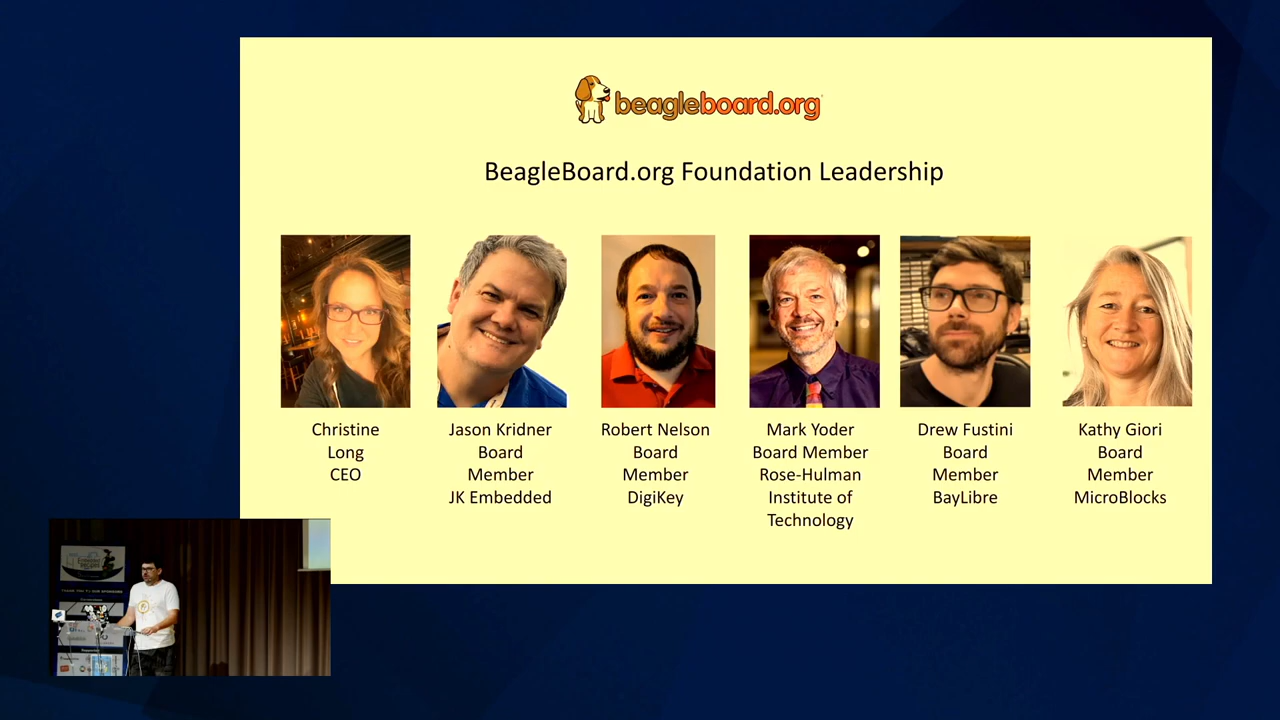 beagleboard.org
BeagleBoard.org Foundation Leadership
Christine
Long
CEO
Jason Kridner
Board
Member
JK Embedded
Robert Nelson
Board
Member
DigiKey
Mark Yoder
Board Member
Rose-Hulman
Institute of
Technology
Drew Fustini
Board
Member
BayLibre
Kathy Giori
Board
Member
MicroBlocks